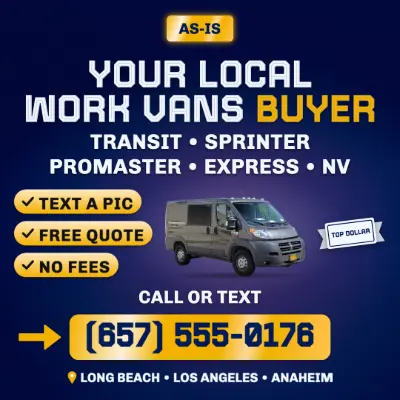 AS-IS
YOUR LOCAL
WORK VANS BUYER
TRANSIT • SPRINTER
PROMASTER • EXPRESS • NV
TEXT A PIC
FREE QUOTE
NO FEES
TOP DOLLAR
CALL OR TEXT
(657) 555-0176
LONG BEACH • LOS ANGELES • ANAHEIM